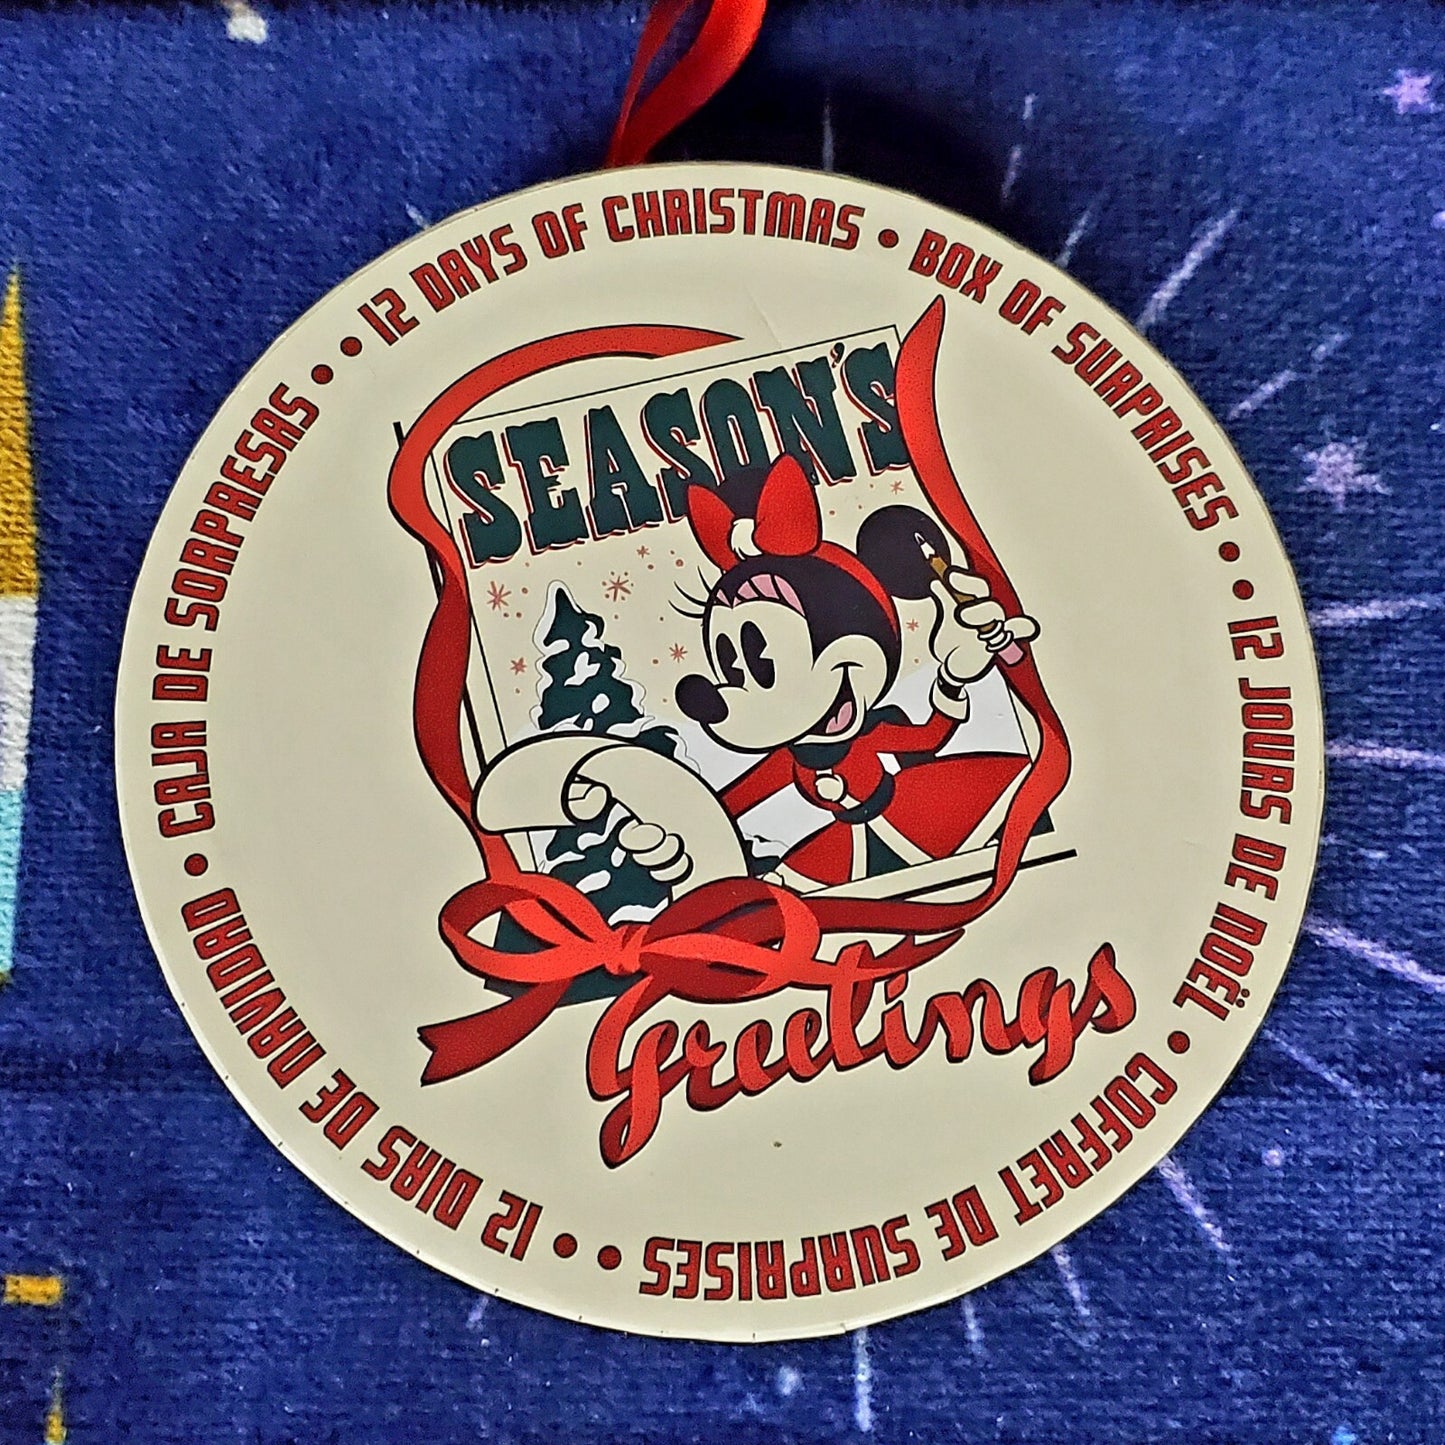 12 DAYS OF CHRISTMAS • BOX OF SURPRISES •
• 12 JOURS DE NOËL • COFFRET DE SURPRISES •
• 12 DIAS DE NAVIDAD • CAJA DE SORPRESAS •
SEASON'S
Greetings